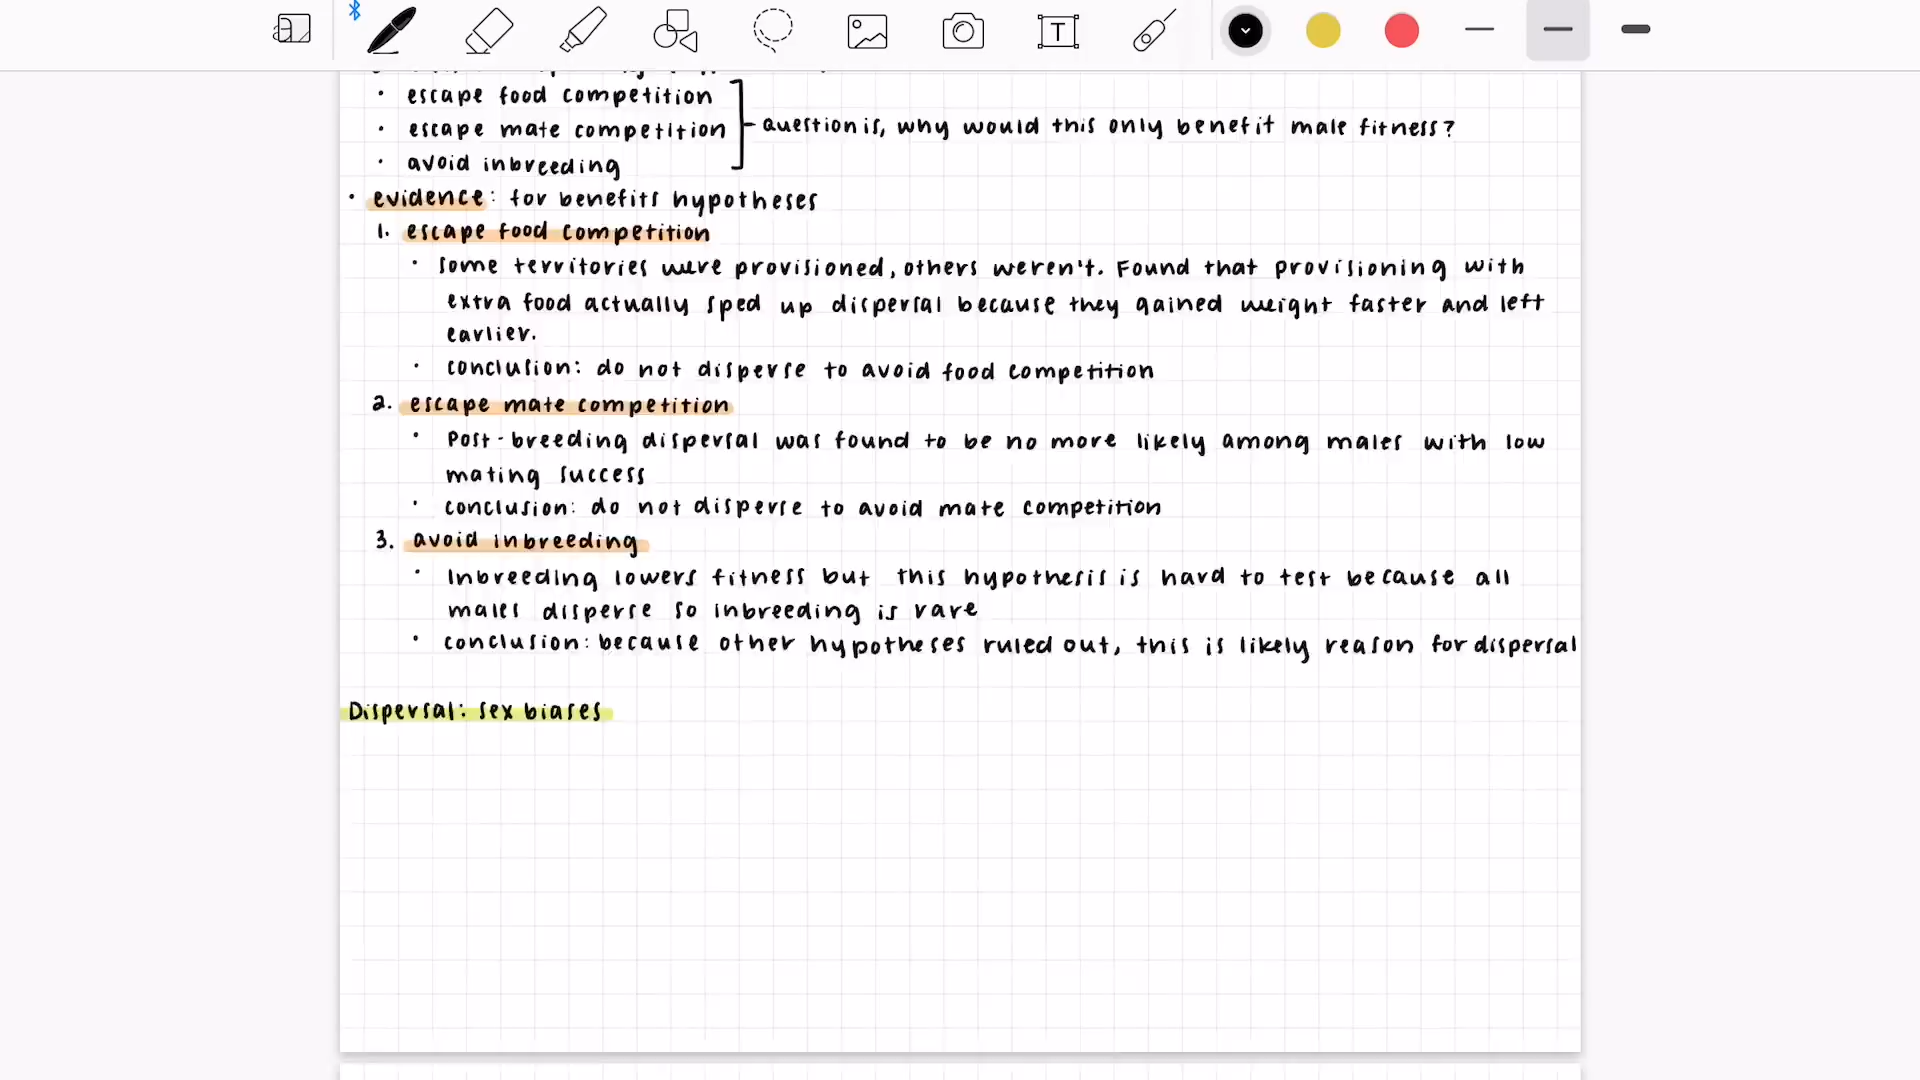 • escape food competition
• escape mate competition
• avoid inbreeding
question is, why would this only benefit male fitness?
• evidence: for benefits hypotheses
1. escape food competition
• Some territories were provisioned, others weren't. Found that provisioning with
extra food actually sped up dispersal because they gained weight faster and left
earlier.
• conclusion: do not disperse to avoid food competition
2. escape mate competition
• Post-breeding dispersal was found to be no more likely among males with low
mating success
• conclusion: do not disperse to avoid mate competition
3. avoid inbreeding
• Inbreeding lowers fitness but this hypothesis is hard to test because all
males disperse so inbreeding is rare
• conclusion: because other hypotheses ruled out, this is likely reason for dispersal
Dispersal: sex biases